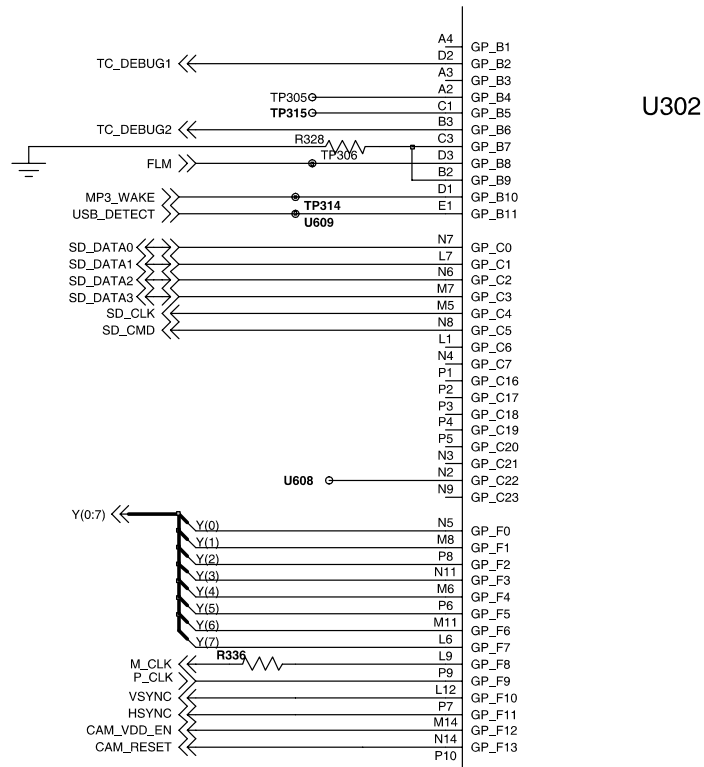 A4 GP_B1
U302
TC_DEBUG1 D2 GP_B2
A3 GP_B3
TP305 A2 GP_B4
TP315 C1 GP_B5
TC_DEBUG2 B3 GP_B6
R328 C3 GP_B7
FLM TP306 D3 GP_B8
B2 GP_B9
MP3_WAKE TP314 D1 GP_B10
USB_DETECT U609 E1 GP_B11
SD_DATA0 N7 GP_C0
SD_DATA1 L7 GP_C1
SD_DATA2 N6 GP_C2
SD_DATA3 M7 GP_C3
SD_CLK M5 GP_C4
SD_CMD N8 GP_C5
L1 GP_C6
N4 GP_C7
P1 GP_C16
P2 GP_C17
P3 GP_C18
P4 GP_C19
P5 GP_C20
N3 GP_C21
U608 N2 GP_C22
N9 GP_C23
Y(0:7)
Y(0) N5 GP_F0
Y(1) M8 GP_F1
Y(2) P8 GP_F2
Y(3) N11 GP_F3
Y(4) M6 GP_F4
Y(5) P6 GP_F5
Y(6) M11 GP_F6
Y(7) L6 GP_F7
M_CLK R336 L9 GP_F8
P_CLK P9 GP_F9
VSYNC L12 GP_F10
HSYNC P7 GP_F11
CAM_VDD_EN M14 GP_F12
CAM_RESET N14 GP_F13
P10